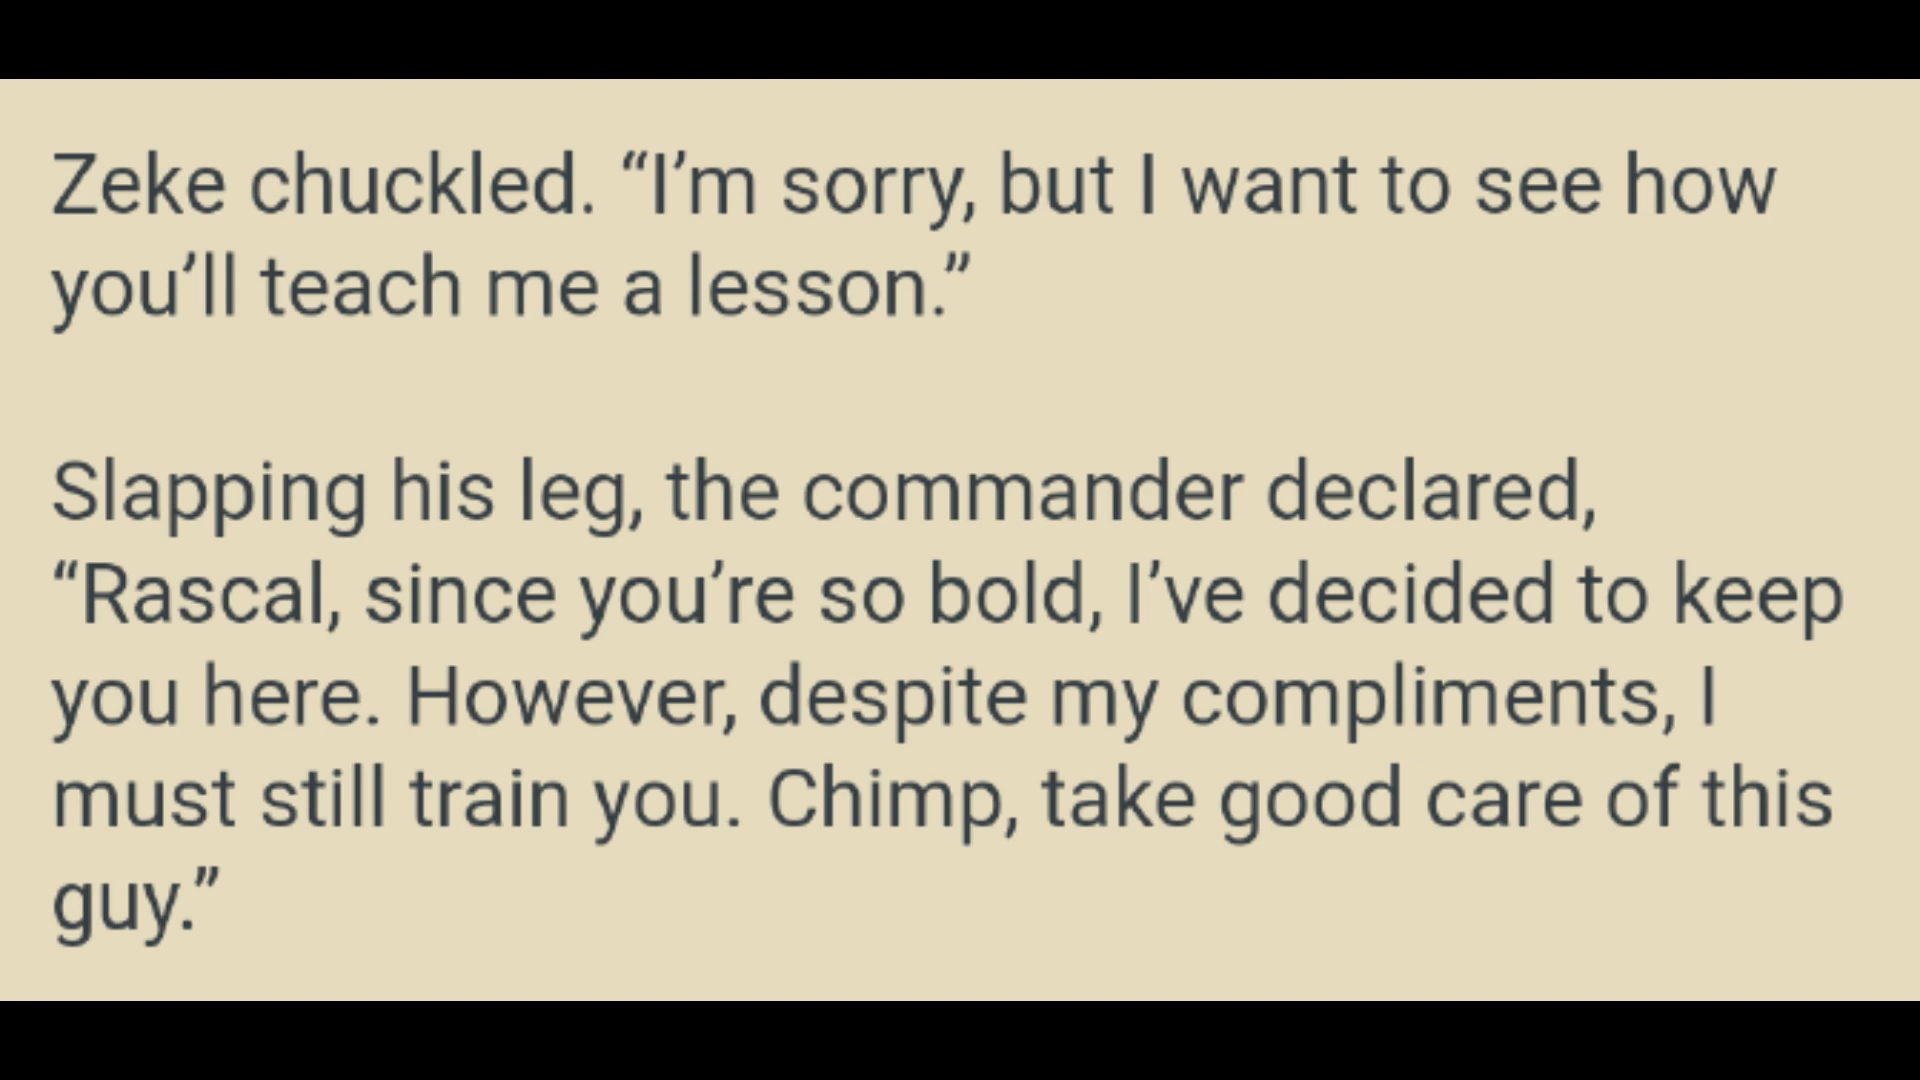 Zeke chuckled. “I’m sorry, but I want to see how
you’ll teach me a lesson.”
Slapping his leg, the commander declared,
“Rascal, since you’re so bold, I’ve decided to keep
you here. However, despite my compliments, I
must still train you. Chimp, take good care of this
guy.”